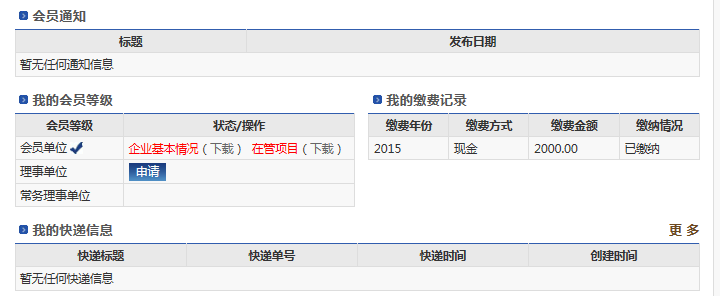 会员通知
标题 发布日期
暂无任何通知信息
我的会员等级
会员等级 状态/操作
会员单位 企业基本情况（下载） 在管项目（下载）
理事单位 申请
常务理事单位
我的缴费记录
缴费年份 缴费方式 缴费金额 缴纳情况
2015 现金 2000.00 已缴纳
我的快递信息 更 多
快递标题 快递单号 快递时间 创建时间
暂无任何快递信息